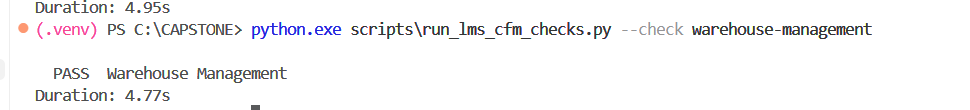 Duration: 4.95s
(.venv) PS C:\CAPSTONE> python.exe scripts\run_lms_cfm_checks.py --check warehouse-management
PASS Warehouse Management
Duration: 4.77s